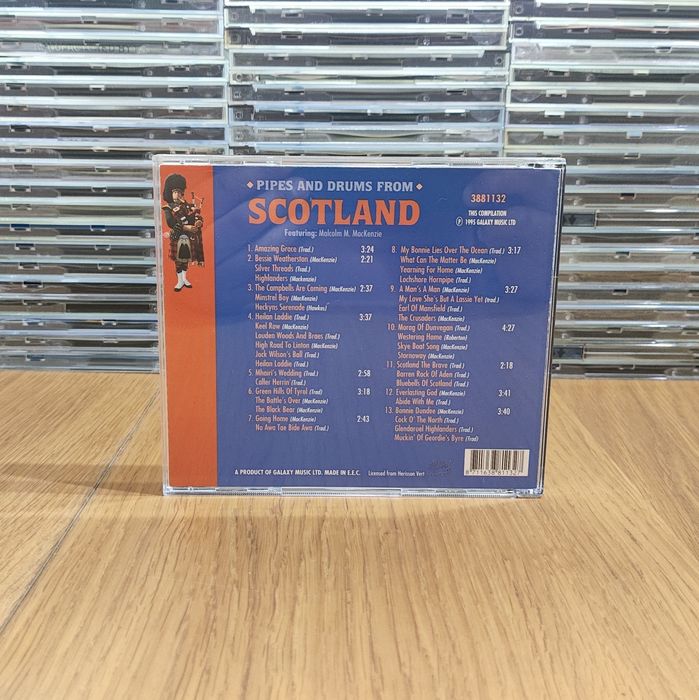 PIPES AND DRUMS FROM
SCOTLAND
Featuring: Malcolm M. MacKenzie
3881132
THIS COMPILATION
℗ 1995 GALAXY MUSIC LTD
1. Amazing Grace (Trad.) 3:24
2. Bessie Weatherston (MacKenzie) 2:21
Silver Threads (Trad.)
Highlanders (MacKenzie)
3. The Campbells Are Coming (MacKenzie) 2:37
Minstrel Boy (MacKenzie)
Heckyns Serenade (Hawkas)
4. Heilan Laddie (Trad.) 3:37
Keel Row (MacKenzie)
Louden Woods And Braes (Trad.)
High Road To Linton (MacKenzie)
Jock Wilson's Ball (Trad.)
Heilan Laddie (Trad.)
5. Mhairi's Wedding (MacKenzie) 2:58
Caller Herrin' (Trad.)
6. Green Hills Of Tyrol (Trad.) 3:18
The Battle's Over (MacKenzie)
The Black Bear (MacKenzie)
7. Going Home (MacKenzie) 2:43
No Awa Tae Bide Awa (Trad.)
8. My Bonnie Lies Over The Ocean (Trad.) 3:17
What Can The Matter Be (MacKenzie)
Yearning For Home (MacKenzie)
Lochshore Hornpipe (Trad.)
9. A Man's A Man (MacKenzie) 3:27
My Love She's But A Lassie Yet (Trad)
Earl Of Mansfield (Trad.)
The Crusaders (MacKenzie)
10. Morag Of Dunvegan (Trad.) 4:27
Westering Home (Roberton)
Skye Boat Song (MacKenzie)
Stornoway (MacKenzie)
11. Scotland The Brave (MacKenzie) 2:18
Barren Rock Of Aden (Trad.)
Bluebells Of Scotland (Trad.)
12. Everlasting God (MacKenzie) 3:41
Abide With Me (Trad.)
13. Bonnie Dundee (MacKenzie) 3:40
Cock O' The North (Trad.)
Glendaroel Highlanders (Trad.)
Muckin' Of Geordie's Byre (Trad)
A PRODUCT OF GALAXY MUSIC LTD. MADE IN E.E.C. Licensed from Herisson Vert
8 711638 811327